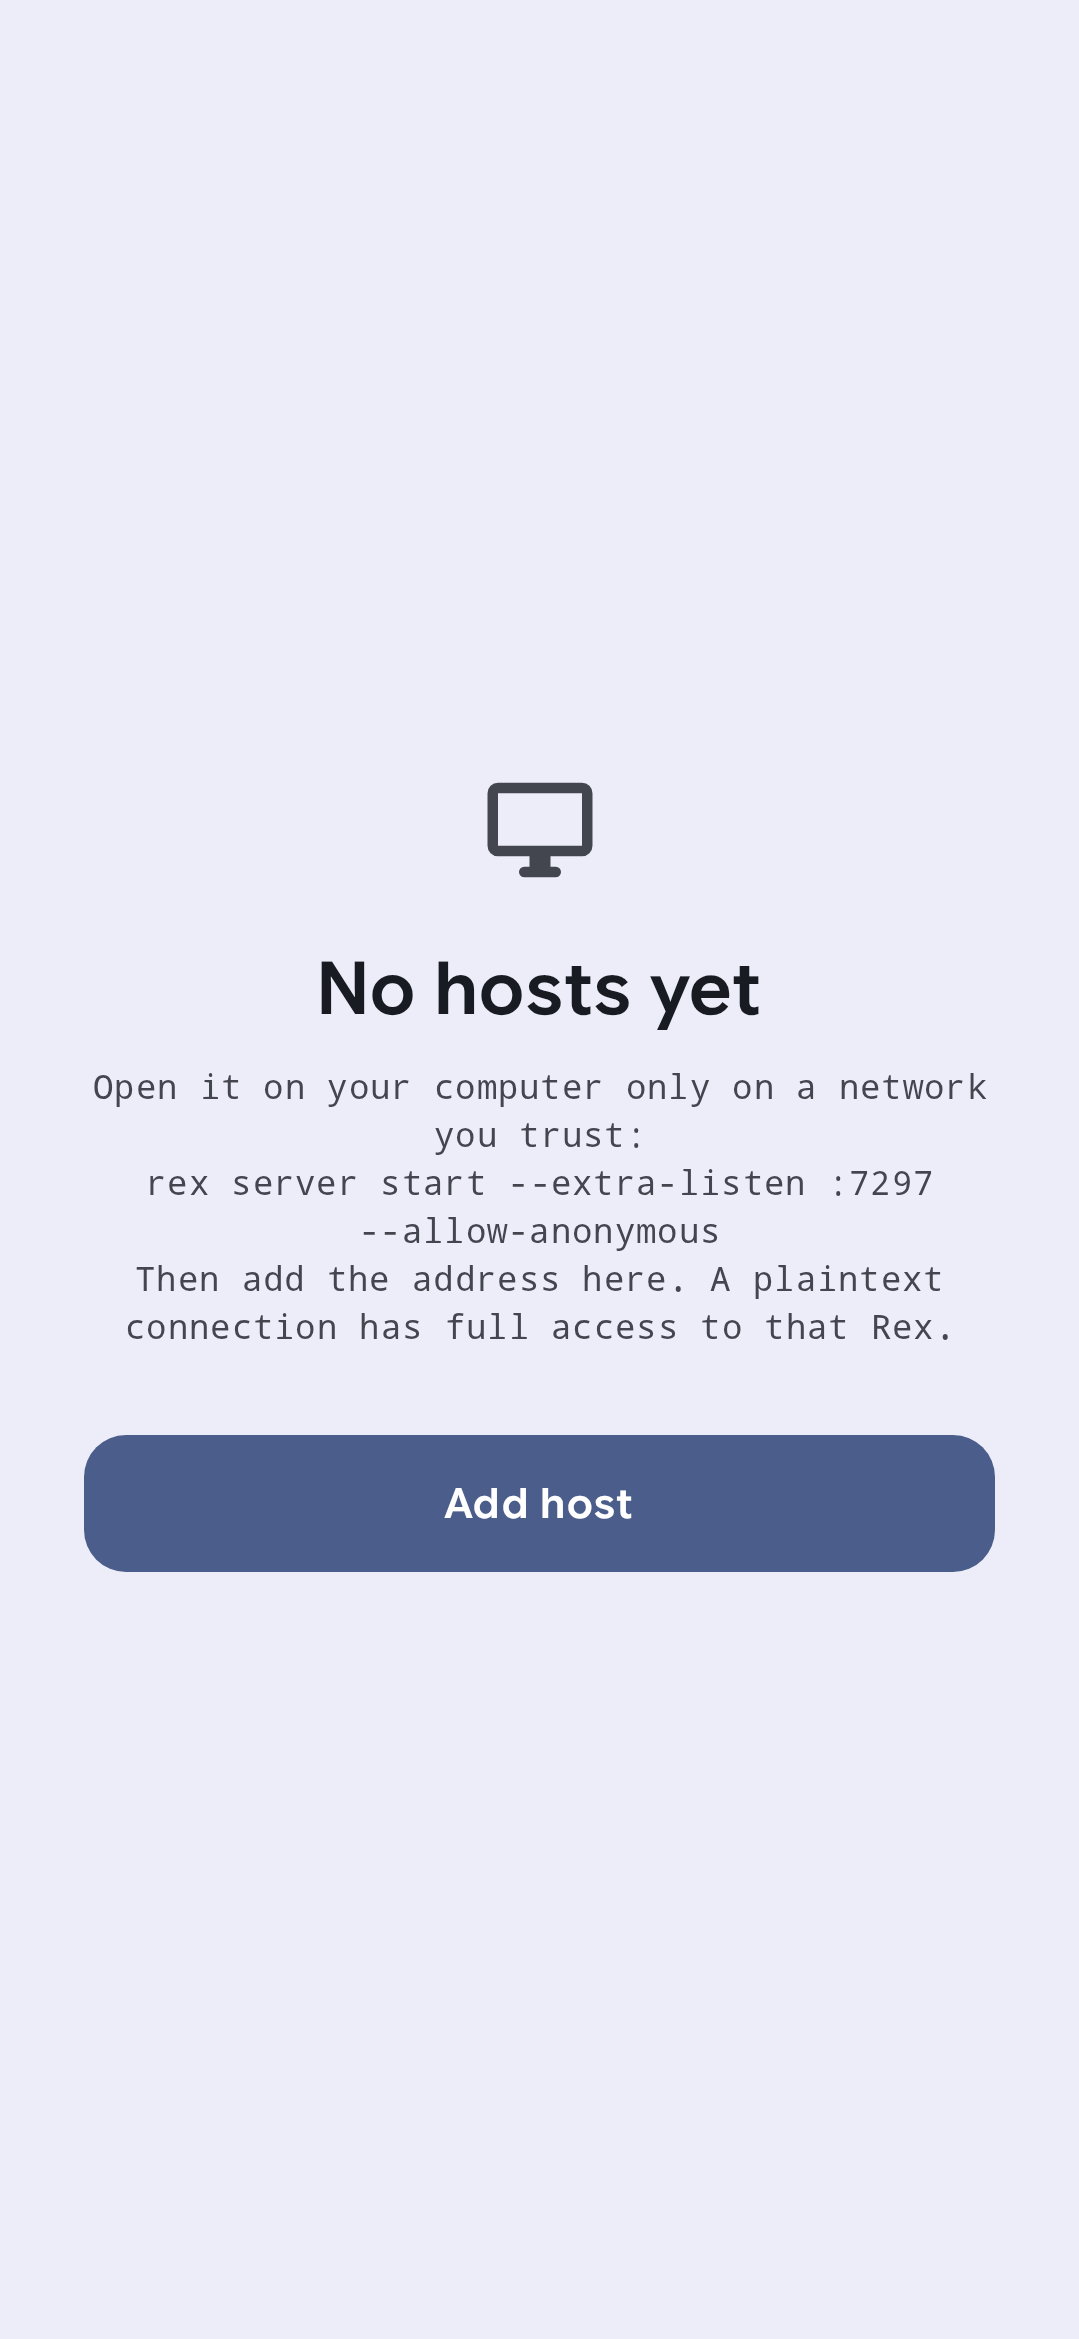 No hosts yet
Open it on your computer only on a network
you trust:
rex server start --extra-listen :7297
--allow-anonymous
Then add the address here. A plaintext
connection has full access to that Rex.
Add host